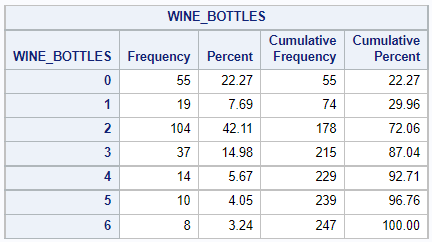 WINE_BOTTLES
Cumulative Cumulative
WINE_BOTTLES Frequency Percent Frequency Percent
0 55 22.27 55 22.27
1 19 7.69 74 29.96
2 104 42.11 178 72.06
3 37 14.98 215 87.04
4 14 5.67 229 92.71
5 10 4.05 239 96.76
6 8 3.24 247 100.00